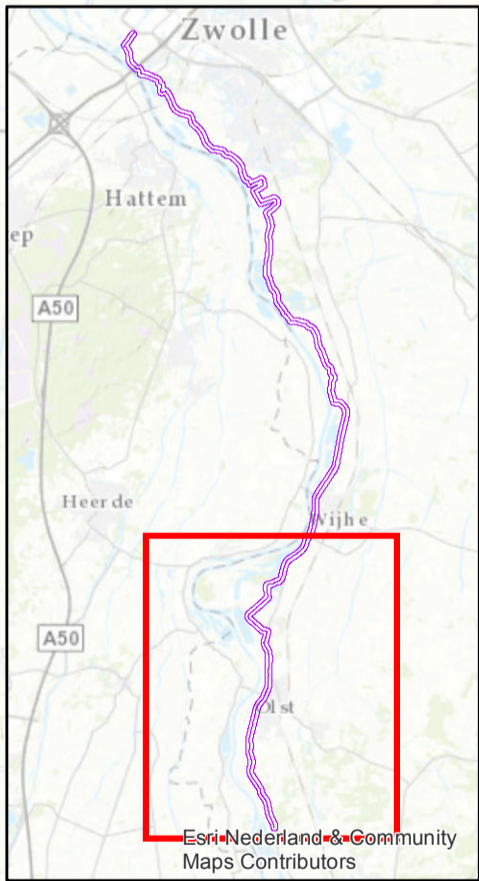 Zwolle
Hattem
ep
A50
Heerde
Wijhe
A50
Olst
Esri Nederland & Community
Maps Contributors